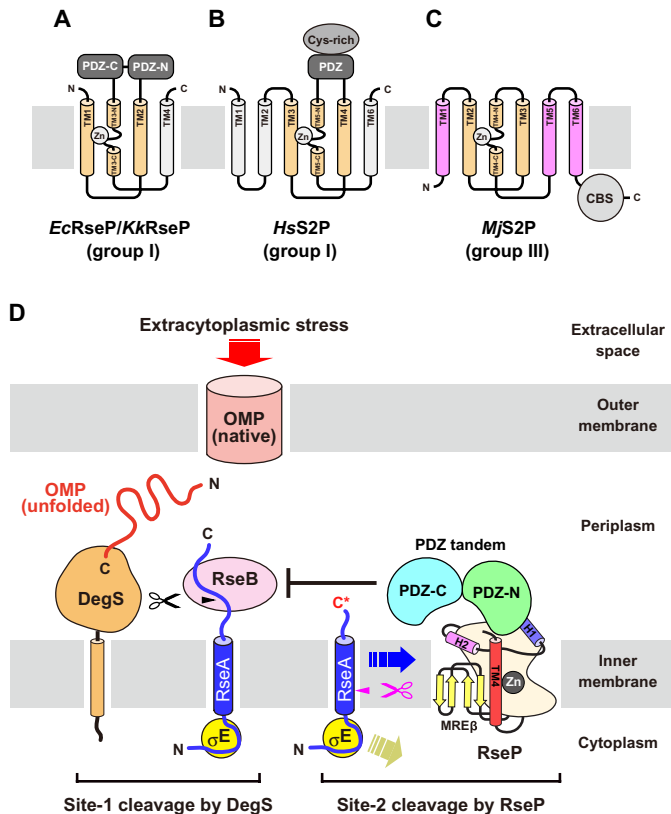 A
B
C
PDZ-C
PDZ-N
N
C
TM1
TM3-N
Zn
TM3-C
TM2
TM4
EcRseP/KkRseP
(group I)
Cys-rich
PDZ
N
C
TM1
TM2
TM3
TM5-N
Zn
TM5-C
TM4
TM6
HsS2P
(group I)
TM1
TM2
TM4-N
Zn
TM4-C
TM3
TM5
TM6
N
CBS
C
MjS2P
(group III)
D
Extracytoplasmic stress
Extracellular
space
OMP
(native)
Outer
membrane
OMP
(unfolded)
N
C
Periplasm
DegS
C
RseB
C*
PDZ tandem
PDZ-C
PDZ-N
H1
H2
RseA
RseA
TM4
Zn
Inner
membrane
MREβ
σE
N
σE
N
RseP
Cytoplasm
Site-1 cleavage by DegS
Site-2 cleavage by RseP